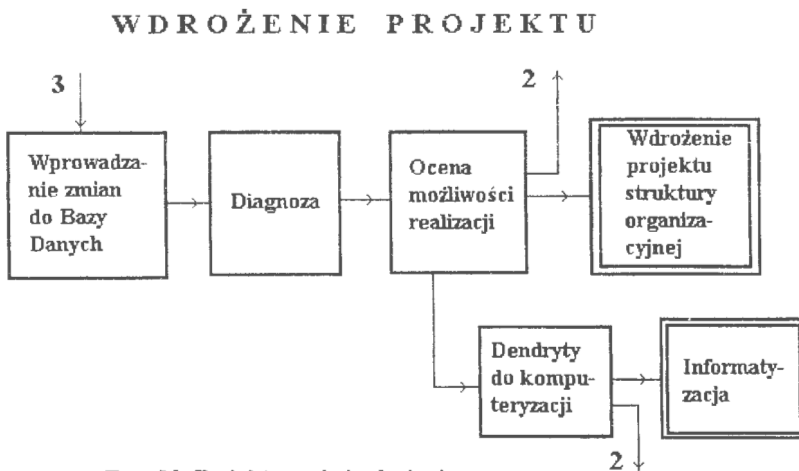 WDROŻENIE PROJEKTU
3
2
Wprowadza-
nie zmian
do Bazy
Danych
Diagnoza
Ocena
możliwości
realizacji
Wdrożenie
projektu
struktury
organiza-
cyjnej
Dendryty
do kompu-
teryzacji
Informaty-
zacja
2